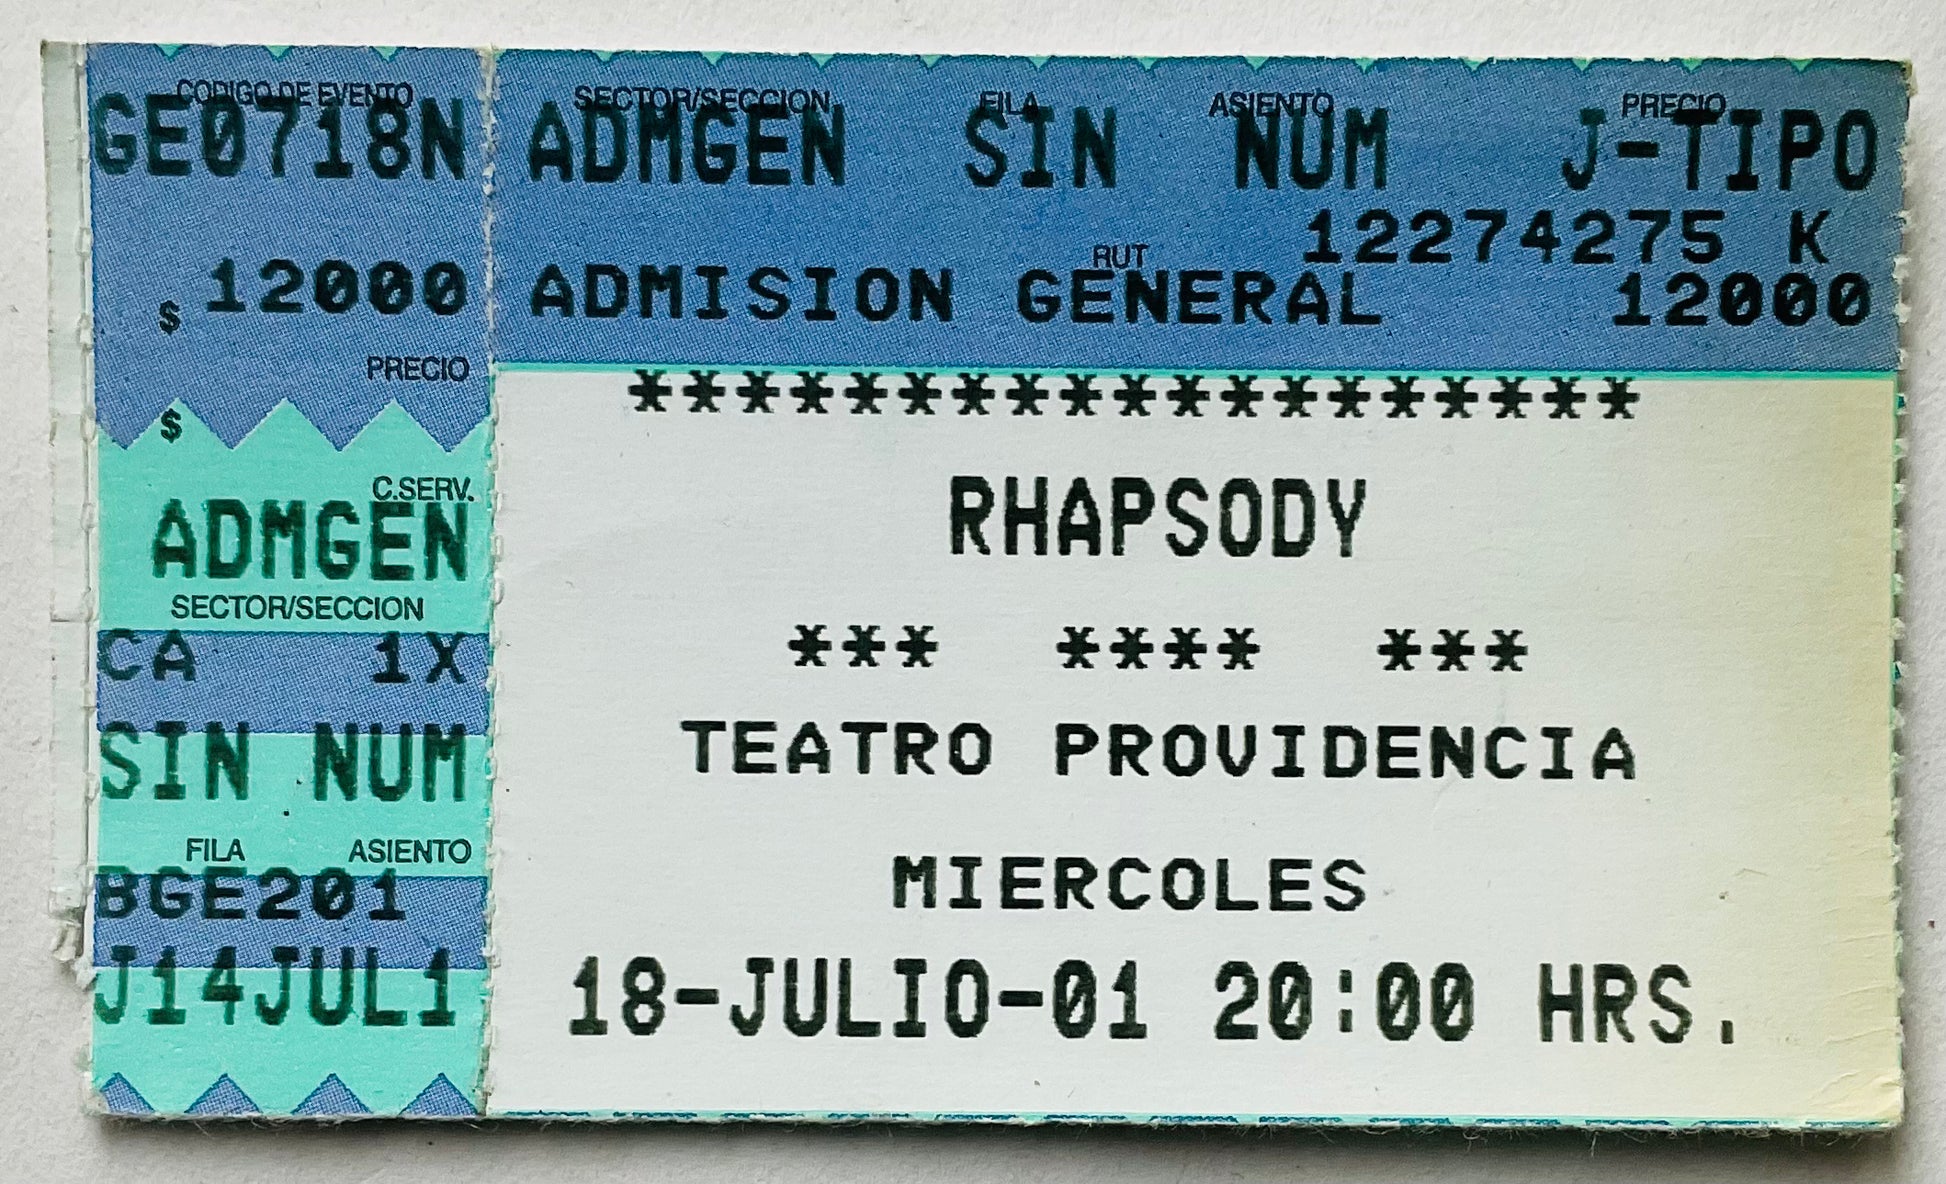 CODIGO DE EVENTO
GE0718N
$ 12000
PRECIO
$
C.SERV.
ADMGEN
SECTOR/SECCION
CA 1X
SIN NUM
FILA ASIENTO
BGE201
J14JUL1
SECTOR/SECCION FILA ASIENTO PRECIO
ADMGEN SIN NUM J-TIPO
12274275 K
RUT
ADMISION GENERAL 12000
*******************
RHAPSODY
*** **** ***
TEATRO PROVIDENCIA
MIERCOLES
18-JULIO-01 20:00 HRS.